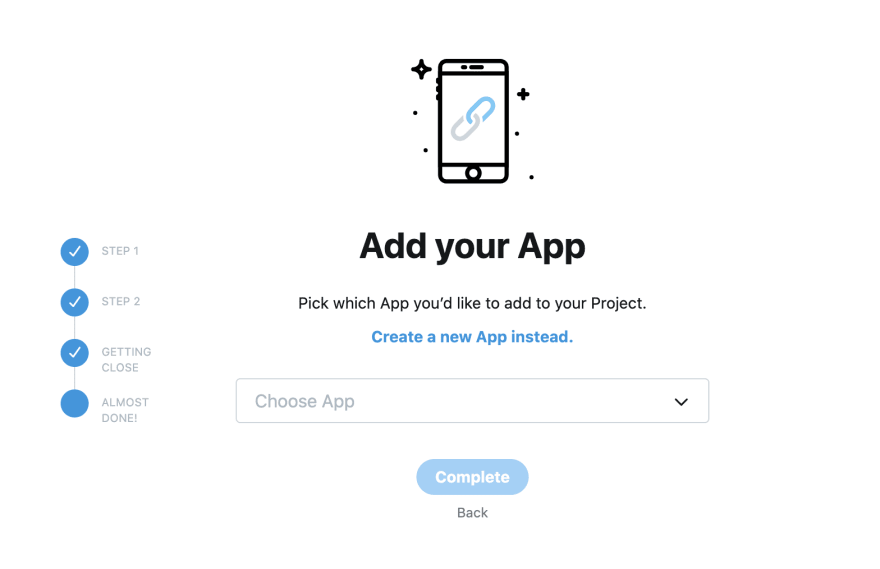 STEP 1
STEP 2
GETTING
CLOSE
ALMOST
DONE!
Add your App
Pick which App you’d like to add to your Project.
Create a new App instead.
Choose App
Complete
Back